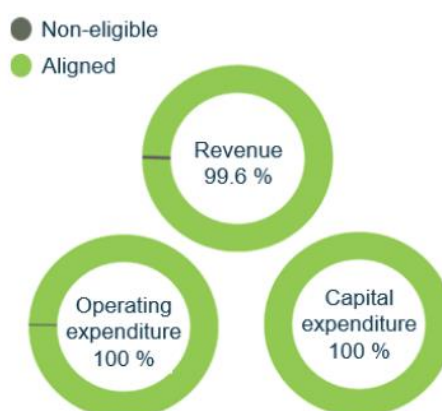 Non-eligible
Aligned
Revenue
99.6 %
Operating
expenditure
100 %
Capital
expenditure
100 %